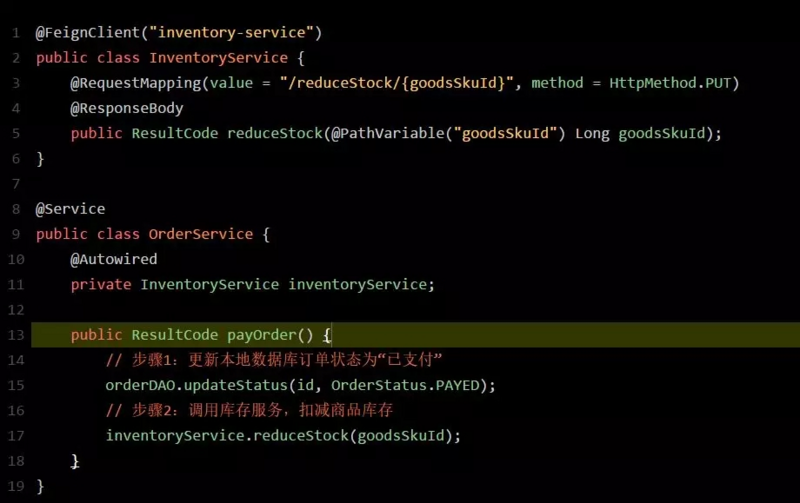 1 @FeignClient("inventory-service")
2 public class InventoryService {
3 @RequestMapping(value = "/reduceStock/{goodsSkuId}", method = HttpMethod.PUT)
4 @ResponseBody
5 public ResultCode reduceStock(@PathVariable("goodsSkuId") Long goodsSkuId);
6 }
7
8 @Service
9 public class OrderService {
10 @Autowired
11 private InventoryService inventoryService;
12
13 public ResultCode payOrder() {
14 // 步骤1：更新本地数据库订单状态为“已支付”
15 orderDAO.updateStatus(id, OrderStatus.PAYED);
16 // 步骤2：调用库存服务，扣减商品库存
17 inventoryService.reduceStock(goodsSkuId);
18 }
19 }